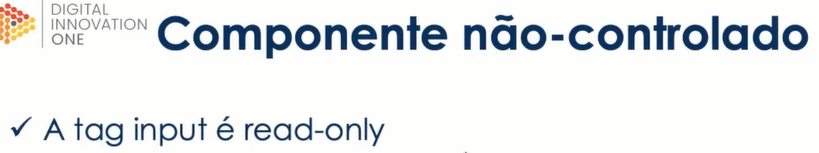 DIGITAL
INNOVATION
ONE
Componente não-controlado
✓ A tag input é read-only